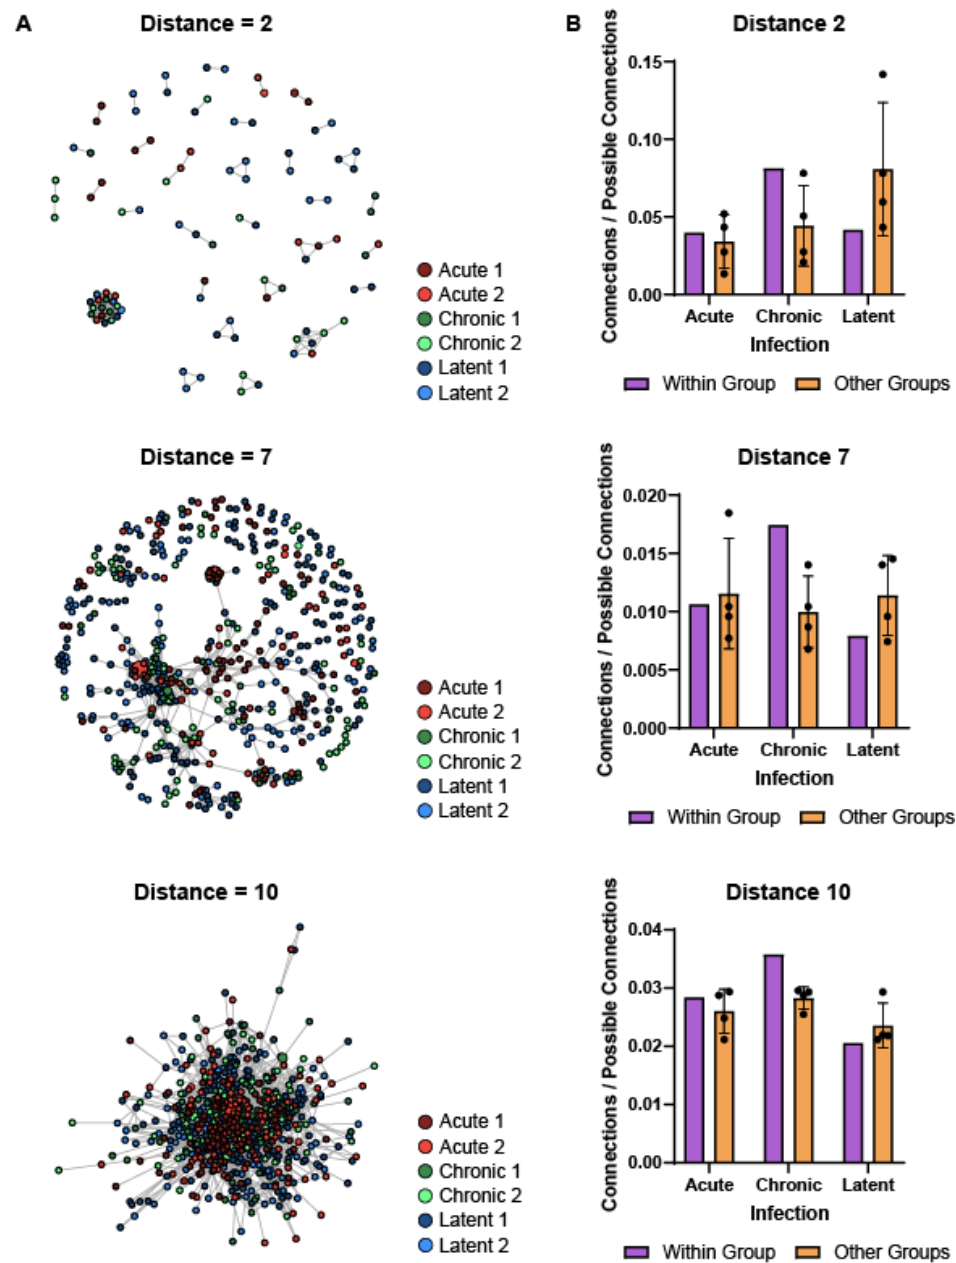 A
Distance = 2
Acute 1
Acute 2
Chronic 1
Chronic 2
Latent 1
Latent 2
B
Distance 2
Connections / Possible Connections
0.15
0.10
0.05
0.00
Acute Chronic Latent
Infection
Within Group Other Groups
Distance = 7
Acute 1
Acute 2
Chronic 1
Chronic 2
Latent 1
Latent 2
Distance 7
Connections / Possible Connections
0.020
0.015
0.010
0.005
0.000
Acute Chronic Latent
Infection
Within Group Other Groups
Distance = 10
Acute 1
Acute 2
Chronic 1
Chronic 2
Latent 1
Latent 2
Distance 10
Connections / Possible Connections
0.04
0.03
0.02
0.01
0.00
Acute Chronic Latent
Infection
Within Group Other Groups